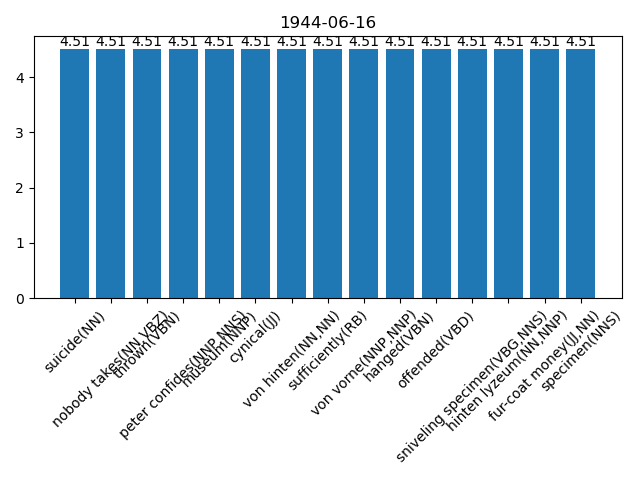 1944-06-16
4.51 4.51 4.51 4.51 4.51 4.51 4.51 4.51 4.51 4.51 4.51 4.51 4.51 4.51 4.51
4
3
2
1
0
suicide(NN)
nobody takes(NN,VBZ)
thrown(VBN)
peter confides(NNP,NNS)
museum(NNP)
cynical(JJ)
von hinten(NN,NN)
sufficiently(RB)
von vorne(NNP,NNP)
hanged(VBN)
offended(VBD)
sniveling specimen(VBG,NNS)
hinten lyzeum(NN,NNP)
fur-coat money(JJ,NN)
specimen(NNS)